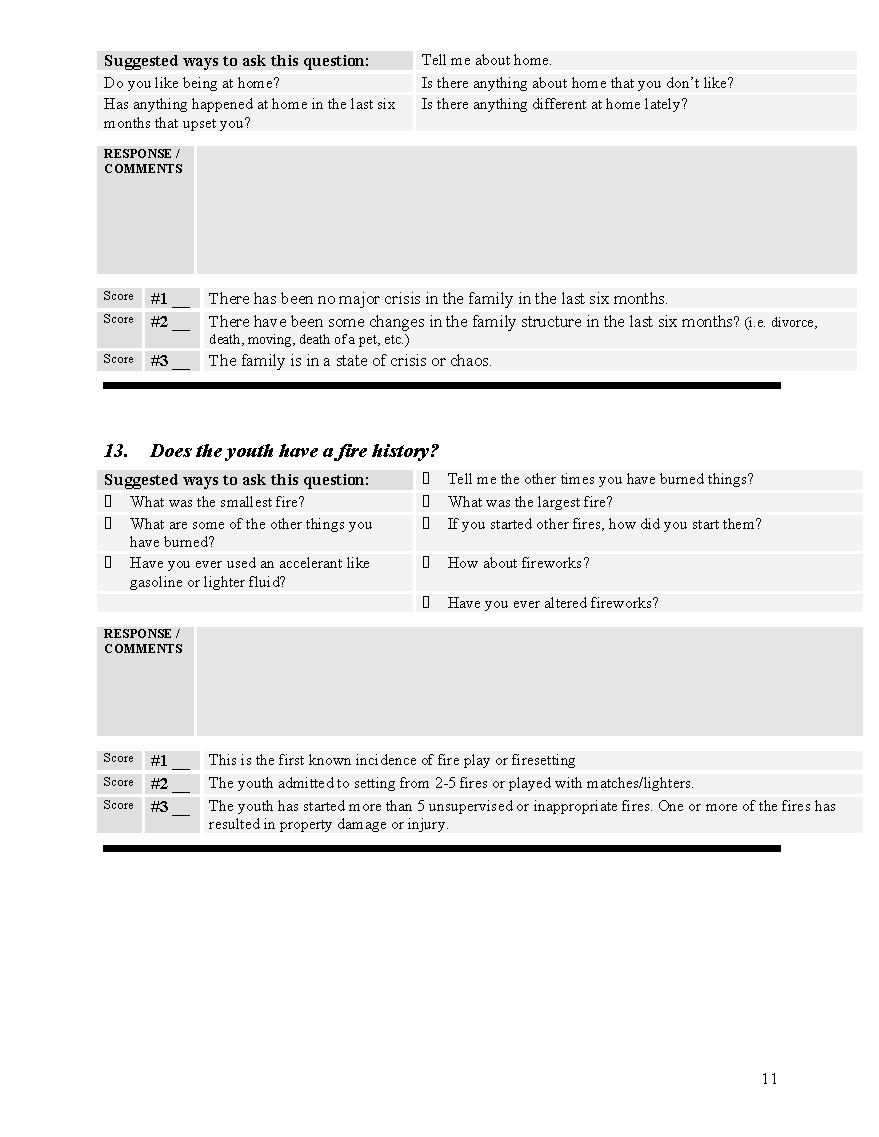 Suggested ways to ask this question: Tell me about home.
Do you like being at home? Is there anything about home that you don't like?
Has anything happened at home in the last six Is there anything different at home lately?
months that upset you?
RESPONSE /
COMMENTS
Score #1 __ There has been no major crisis in the family in the last six months.
Score #2 __ There have been some changes in the family structure in the last six months? (i.e. divorce,
death, moving, death of a pet, etc.)
Score #3 __ The family is in a state of crisis or chaos.
13. Does the youth have a fire history?
Suggested ways to ask this question: ▯ Tell me the other times you have burned things?
▯ What was the smallest fire? ▯ What was the largest fire?
▯ What are some of the other things you ▯ If you started other fires, how did you start them?
have burned?
▯ Have you ever used an accelerant like ▯ How about fireworks?
gasoline or lighter fluid?
▯ Have you ever altered fireworks?
RESPONSE /
COMMENTS
Score #1 __ This is the first known incidence of fire play or firesetting
Score #2 __ The youth admitted to setting from 2-5 fires or played with matches/lighters.
Score #3 __ The youth has started more than 5 unsupervised or inappropriate fires. One or more of the fires has
resulted in property damage or injury.
11